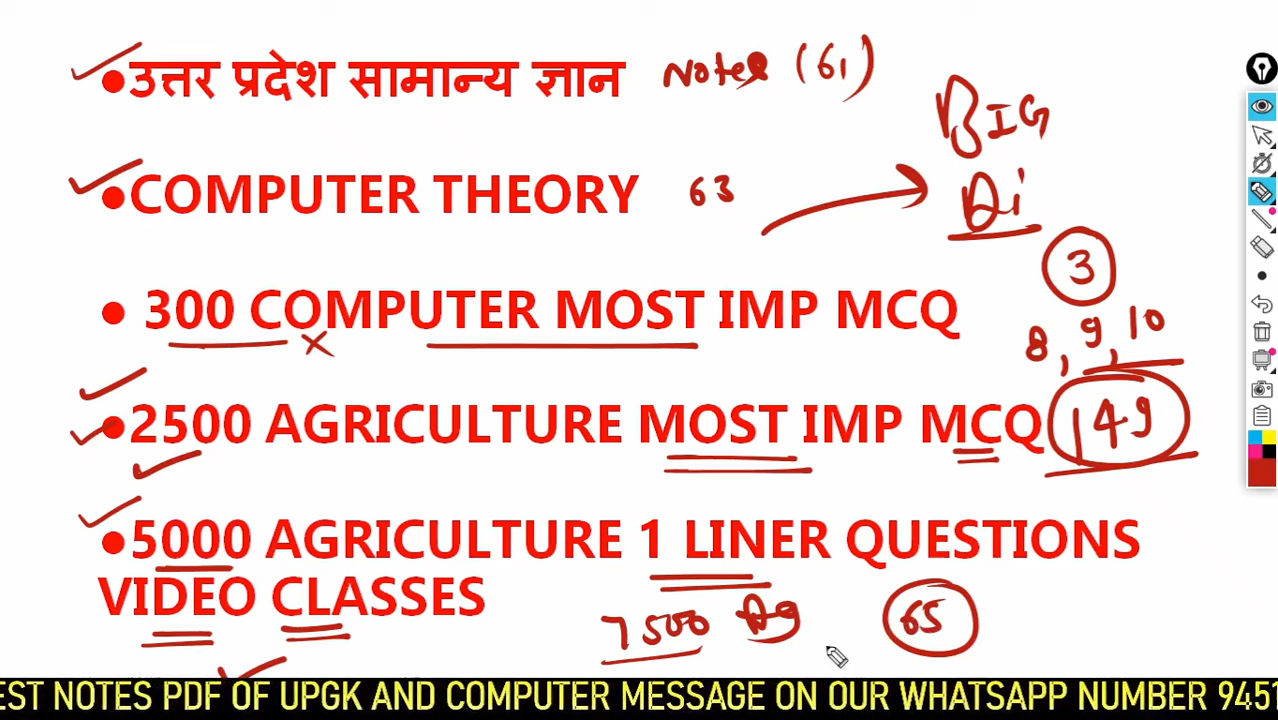 •उत्तर प्रदेश सामान्य ज्ञान Notes (61)
BIG
•COMPUTER THEORY 63
3
• 300 COMPUTER MOST IMP MCQ
8, 9, 10
•2500 AGRICULTURE MOST IMP MCQ 149
•5000 AGRICULTURE 1 LINER QUESTIONS
VIDEO CLASSES
7500 Ag 65
EST NOTES PDF OF UPGK AND COMPUTER MESSAGE ON OUR WHATSAPP NUMBER 9451